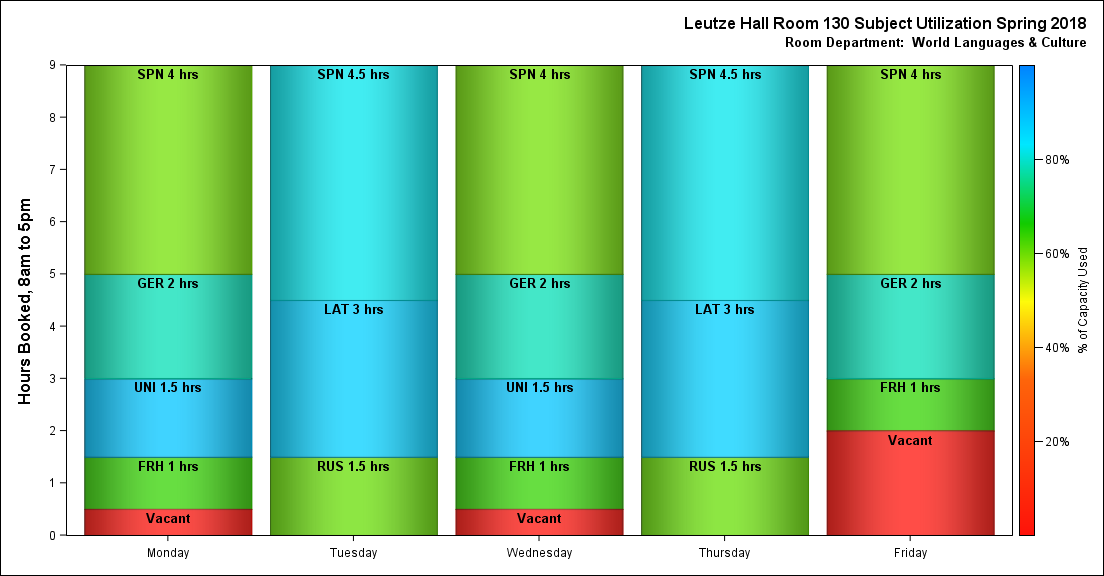 Leutze Hall Room 130 Subject Utilization Spring 2018
Room Department: World Languages & Culture
Hours Booked, 8am to 5pm
9
8
7
6
5
4
3
2
1
0
SPN 4 hrs
GER 2 hrs
UNI 1.5 hrs
FRH 1 hrs
Vacant
SPN 4.5 hrs
LAT 3 hrs
RUS 1.5 hrs
SPN 4 hrs
GER 2 hrs
UNI 1.5 hrs
FRH 1 hrs
Vacant
SPN 4.5 hrs
LAT 3 hrs
RUS 1.5 hrs
SPN 4 hrs
GER 2 hrs
FRH 1 hrs
Vacant
Monday
Tuesday
Wednesday
Thursday
Friday
80%
60%
40%
20%
% of Capacity Used